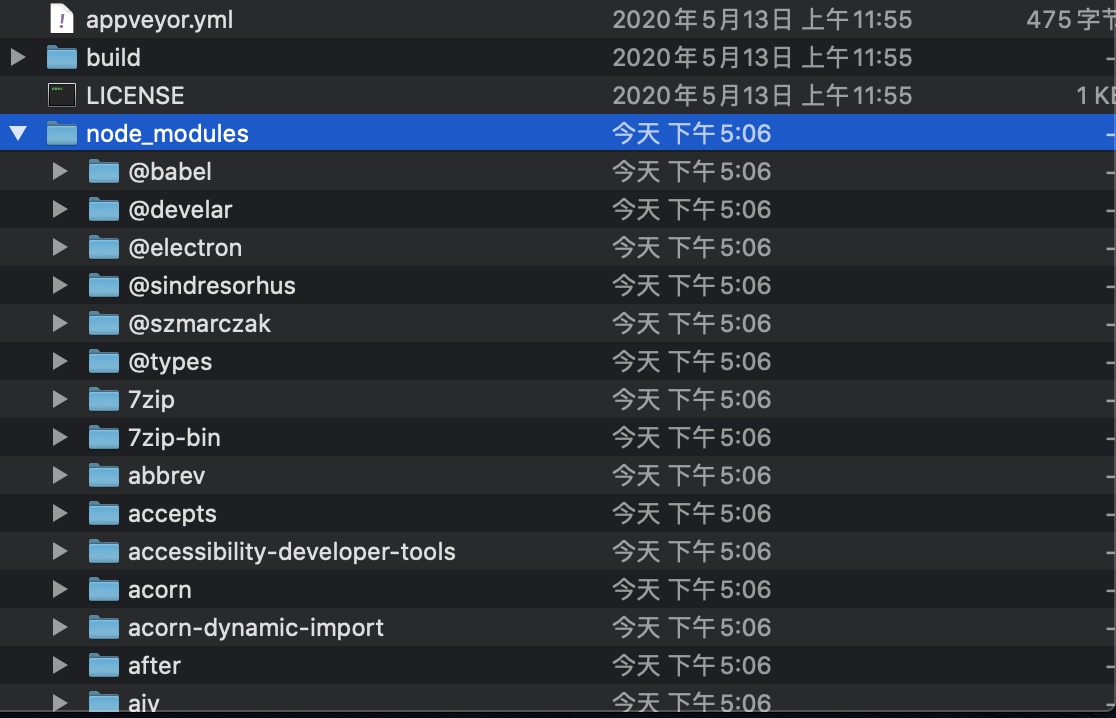 appveyor.yml 2020年5月13日 上午11:55 475字节
build 2020年5月13日 上午11:55 --
LICENSE 2020年5月13日 上午11:55 1 KB
node_modules 今天 下午5:06 --
@babel 今天 下午5:06 --
@develar 今天 下午5:06 --
@electron 今天 下午5:06 --
@sindresorhus 今天 下午5:06 --
@szmarczak 今天 下午5:06 --
@types 今天 下午5:06 --
7zip 今天 下午5:06 --
7zip-bin 今天 下午5:06 --
abbrev 今天 下午5:06 --
accepts 今天 下午5:06 --
accessibility-developer-tools 今天 下午5:06 --
acorn 今天 下午5:06 --
acorn-dynamic-import 今天 下午5:06 --
after 今天 下午5:06 --
ajv 今天 下午5:06 --